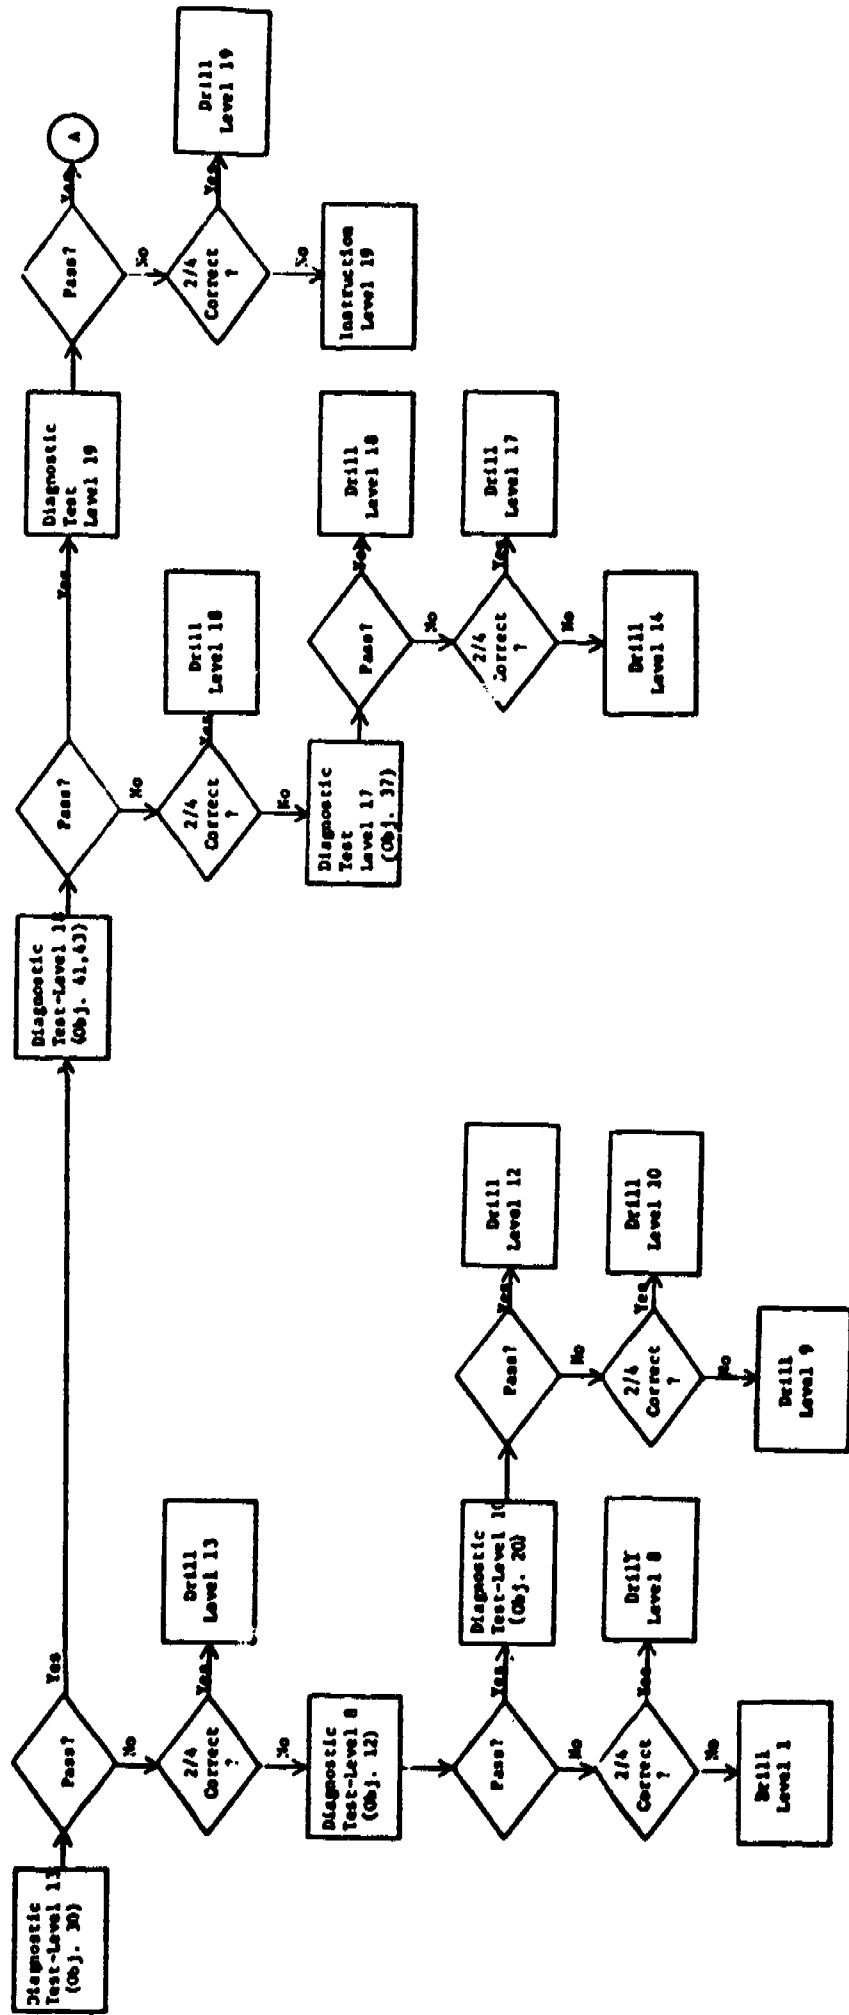 Diagnostic
Test-Level 13
(Obj. 30)
Pass?
Yes
No
2/4
Correct
?
Yes
Drill
Level 13
No
Diagnostic
Test-Level 8
(Obj. 12)
Pass?
Yes
No
2/4
Correct
?
Yes
Drill
Level 8
No
Drill
Level 1
Diagnostic
Test-Level 10
(Obj. 20)
Pass?
Yes
Drill
Level 12
No
2/4
Correct
?
Yes
Drill
Level 10
No
Drill
Level 9
Diagnostic
Test-Level 18
(Obj. 41,43)
Pass?
Yes
No
2/4
Correct
?
Yes
Drill
Level 18
No
Diagnostic
Test
Level 17
(Obj. 37)
Pass?
Drill
Level 18
No
2/4
Correct
?
Yes
Drill
Level 17
No
Drill
Level 14
Diagnostic
Test
Level 19
Pass?
Yes
A
No
2/4
Correct
?
Yes
Drill
Level 19
No
Instruction
Level 19